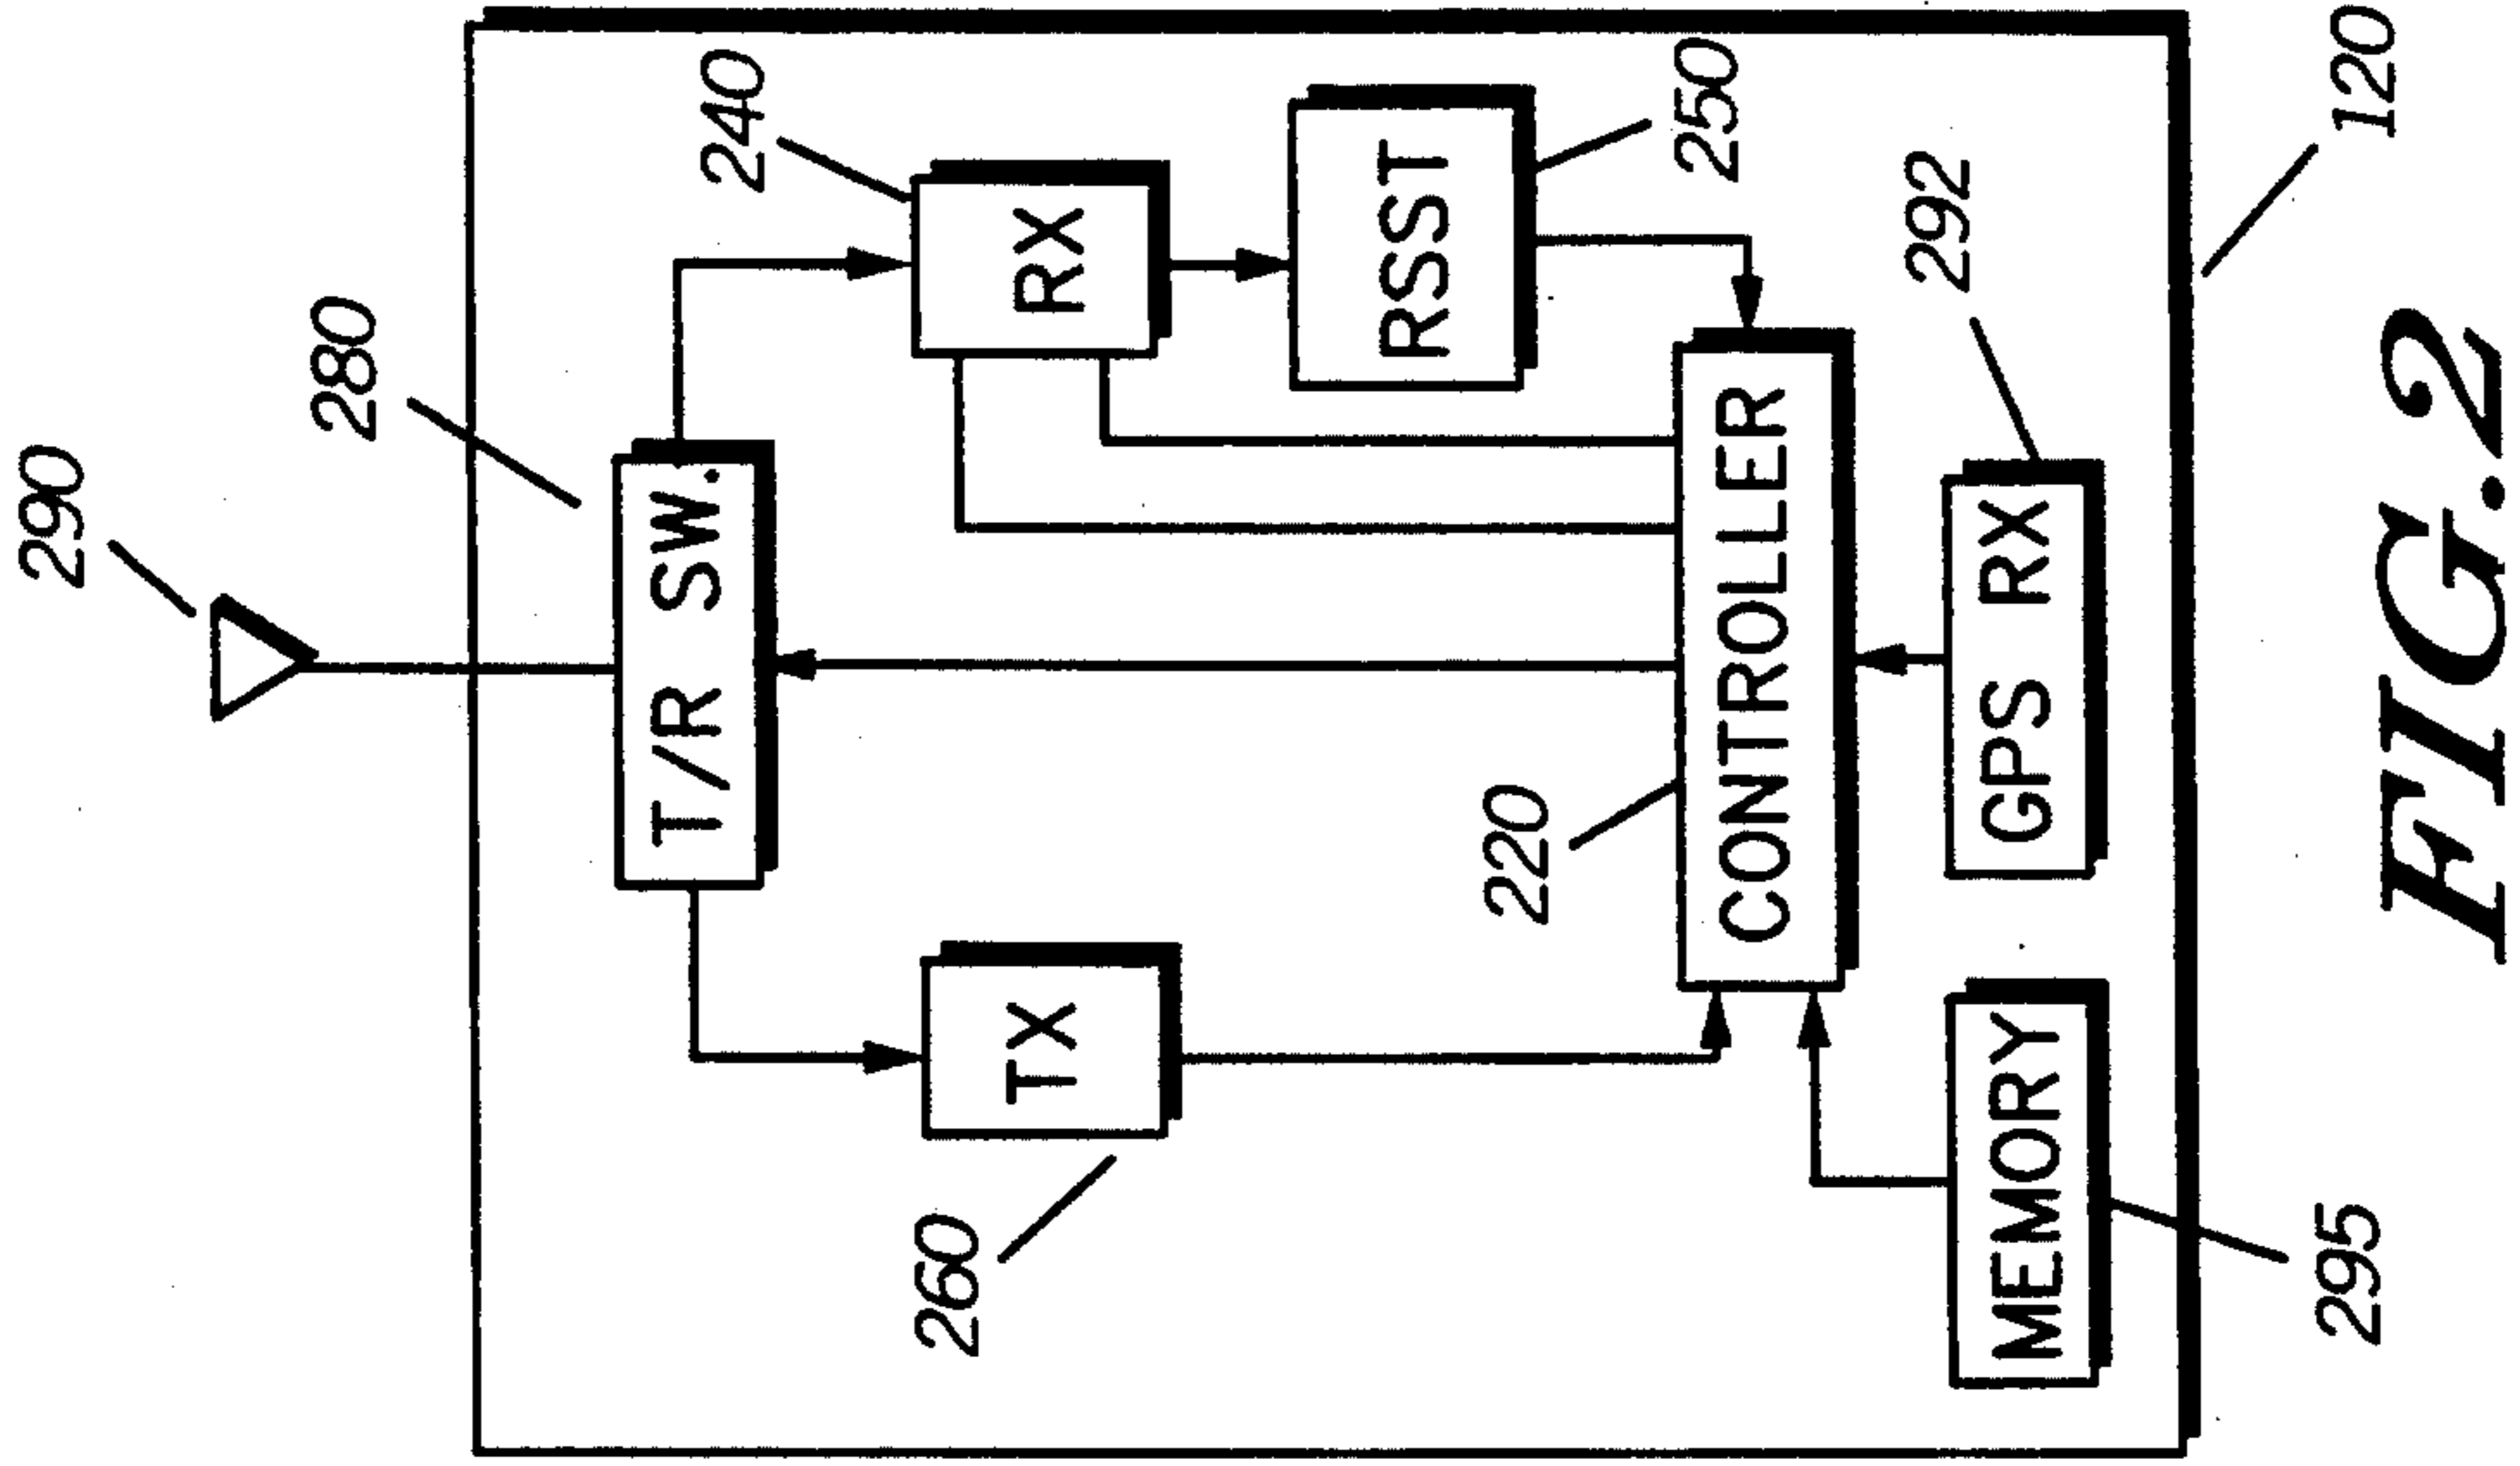 290
280
T/R SW.
240
RX
260
TX
RSST
250
220
CONTROLLER
292
GPS RX
MEMORY
295
120
FIG.2